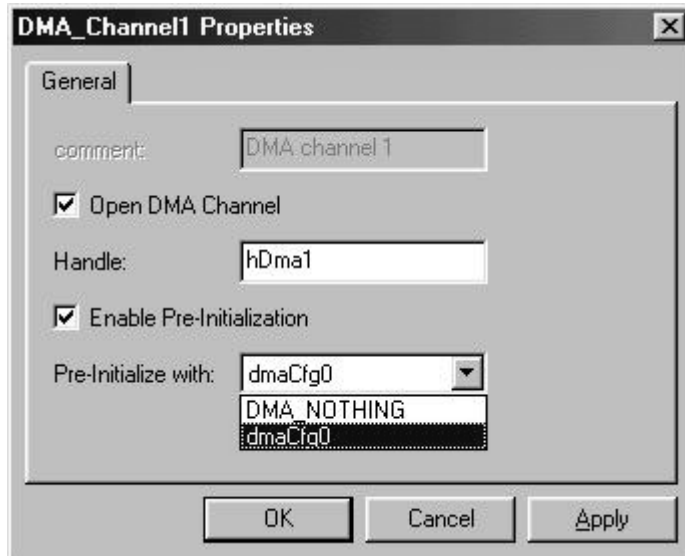 DMA_Channel1 Properties
General
comment: DMA channel 1
Open DMA Channel
Handle: hDma1
Enable Pre-Initialization
Pre-Initialize with: dmaCfg0
DMA_NOTHING
dmaCfg0
OK Cancel Apply